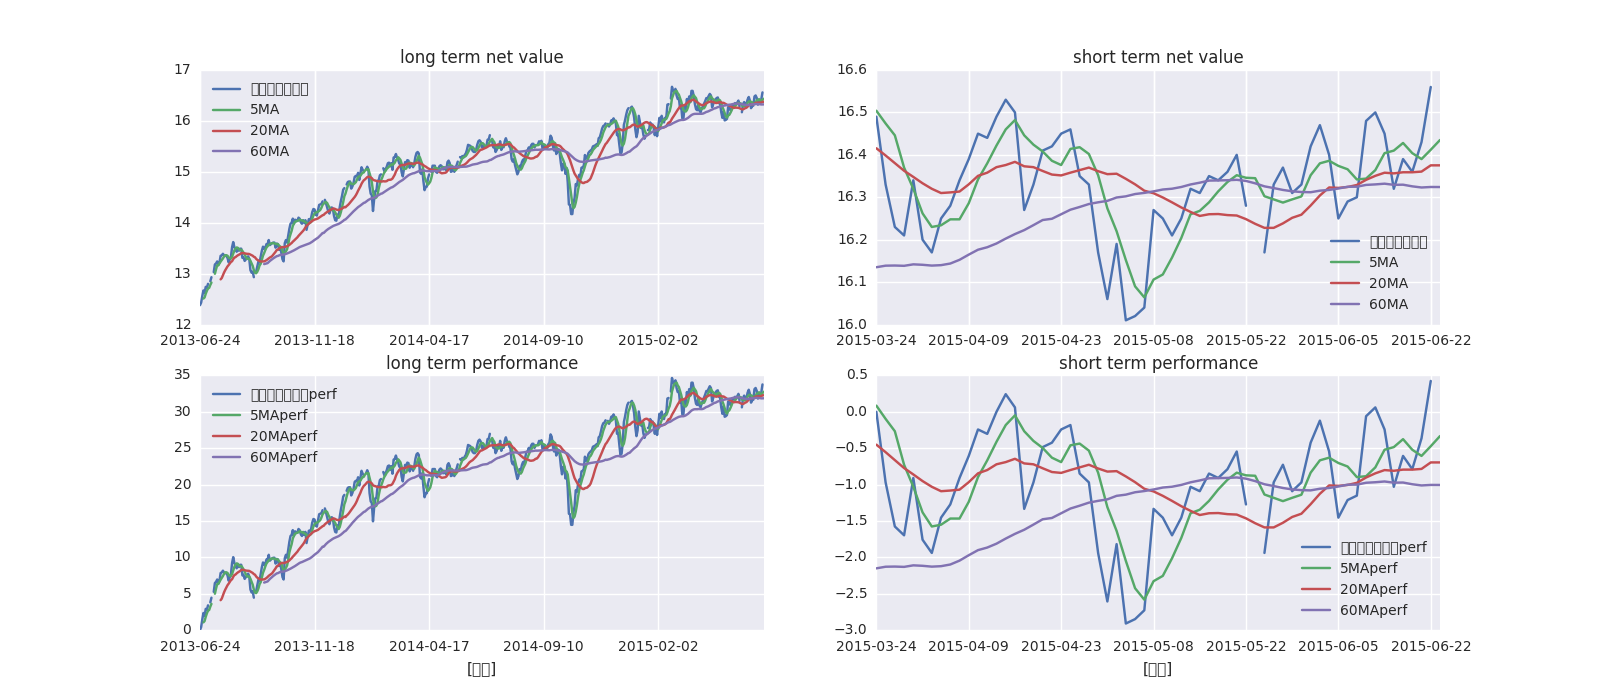 long term net value
17
16
15
14
13
12
5MA
20MA
60MA
2013-06-24 2013-11-18 2014-04-17 2014-09-10 2015-02-02
short term net value
16.6
16.5
16.4
16.3
16.2
16.1
16.0
5MA
20MA
60MA
2015-03-24 2015-04-09 2015-04-23 2015-05-08 2015-05-22 2015-06-05 2015-06-22
long term performance
35
30
25
20
15
10
5
0
perf
5MAperf
20MAperf
60MAperf
2013-06-24 2013-11-18 2014-04-17 2014-09-10 2015-02-02
short term performance
0.5
0.0
−0.5
−1.0
−1.5
−2.0
−2.5
−3.0
perf
5MAperf
20MAperf
60MAperf
2015-03-24 2015-04-09 2015-04-23 2015-05-08 2015-05-22 2015-06-05 2015-06-22